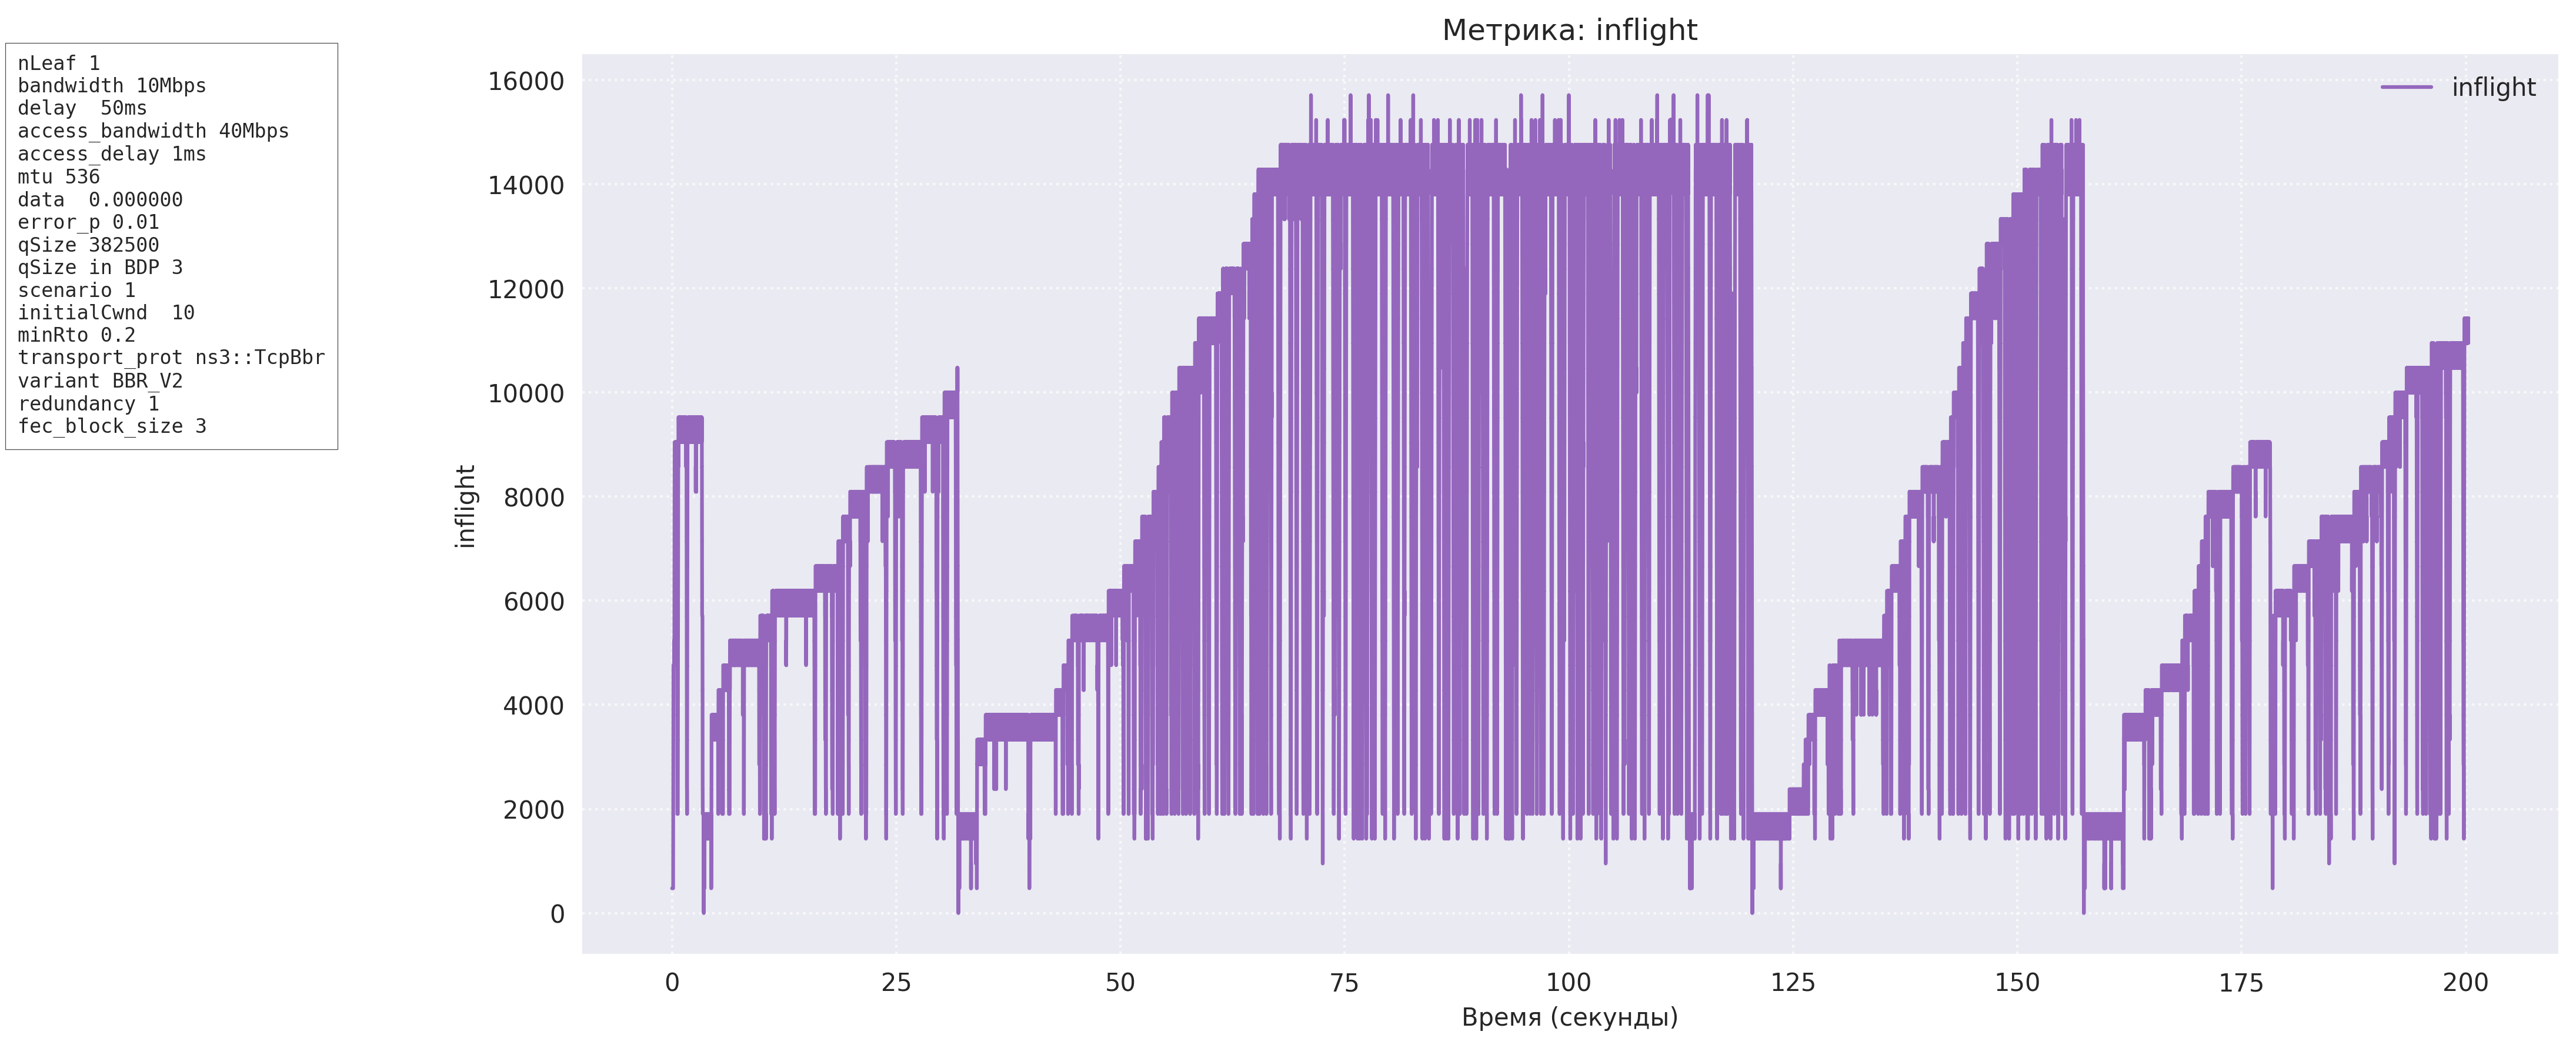 nLeaf 1
bandwidth 10Mbps
delay  50ms
access_bandwidth 40Mbps
access_delay 1ms
mtu 536
data  0.000000
error_p 0.01
qSize 382500
qSize in BDP 3
scenario 1
initialCwnd  10
minRto 0.2
transport_prot ns3::TcpBbr
variant BBR_V2
redundancy 1
fec_block_size 3
Метрика: inflight
inflight
16000
14000
12000
10000
8000
6000
4000
2000
0
inflight
0 25 50 75 100 125 150 175 200
Время (секунды)